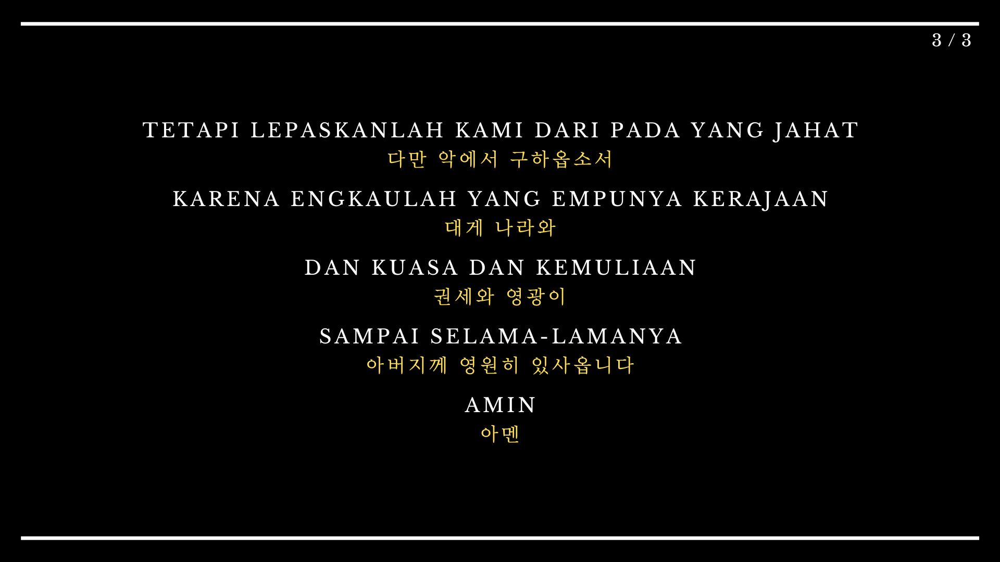 3 / 3
TETAPI LEPASKANLAH KAMI DARI PADA YANG JAHAT
다만 악에서 구하옵소서
KARENA ENGKAULAH YANG EMPUNYA KERAJAAN
대게 나라와
DAN KUASA DAN KEMULIAAN
권세와 영광이
SAMPAI SELAMA-LAMANYA
아버지께 영원히 있사옵니다
AMIN
아멘